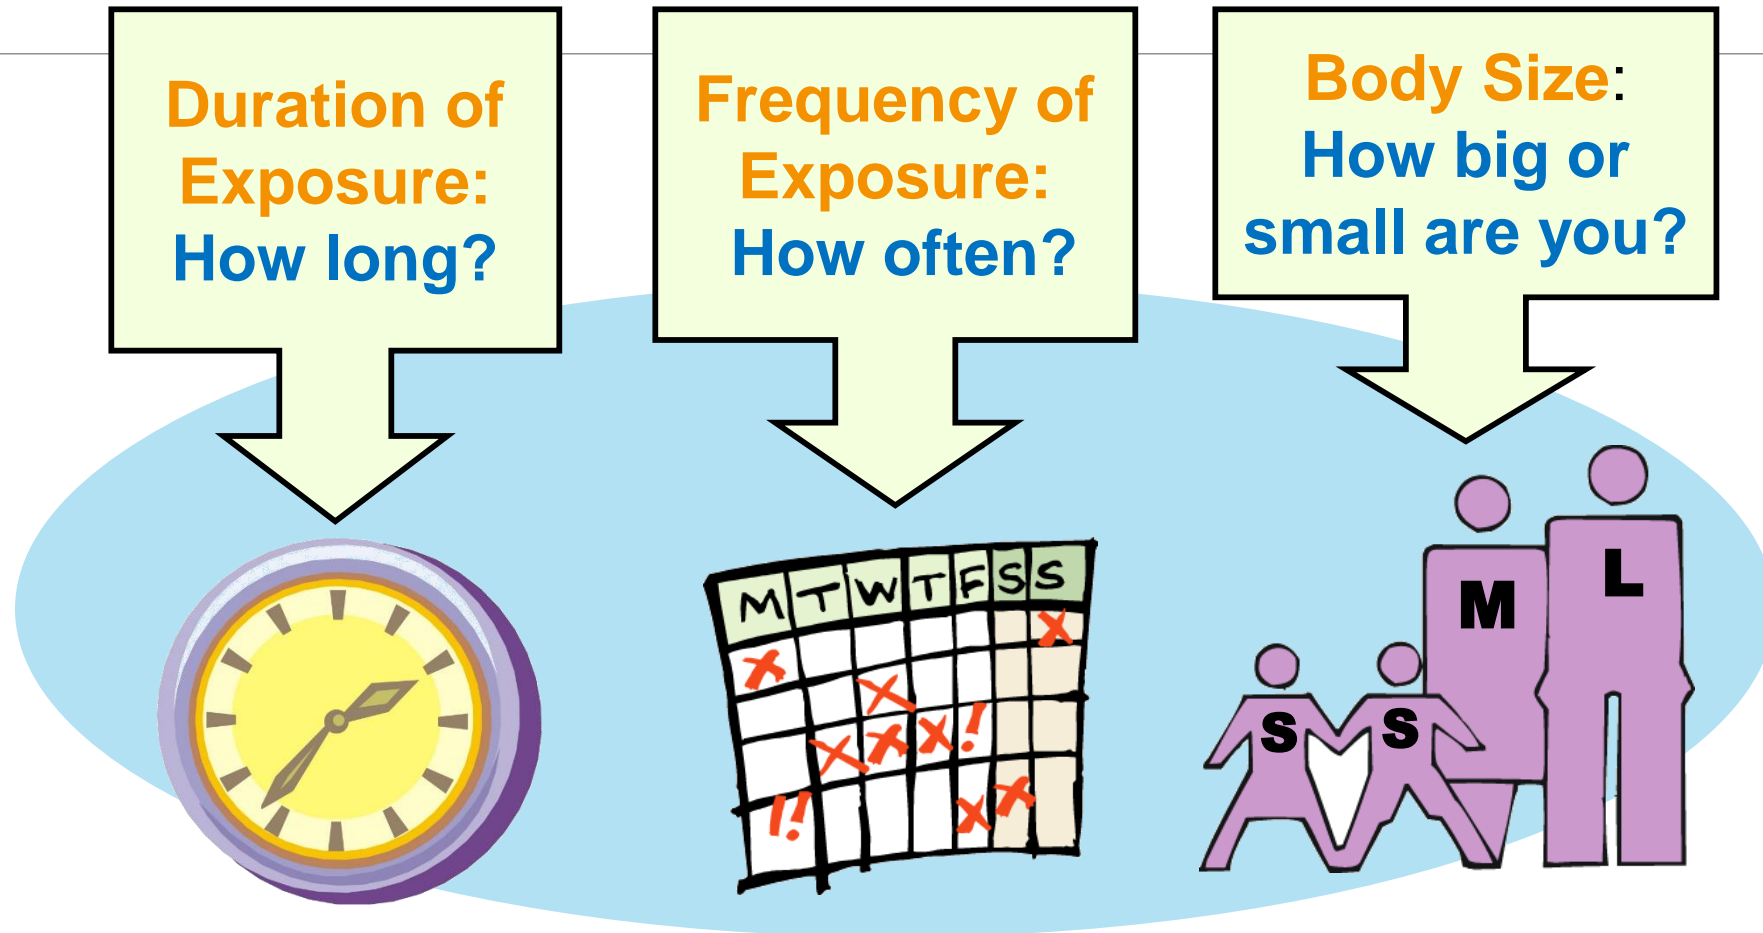 Duration of
Exposure:
How long?
Frequency of
Exposure:
How often?
Body Size:
How big or
small are you?
M T W T F S S
X X
X
X X X !
!! X X
M L
S S